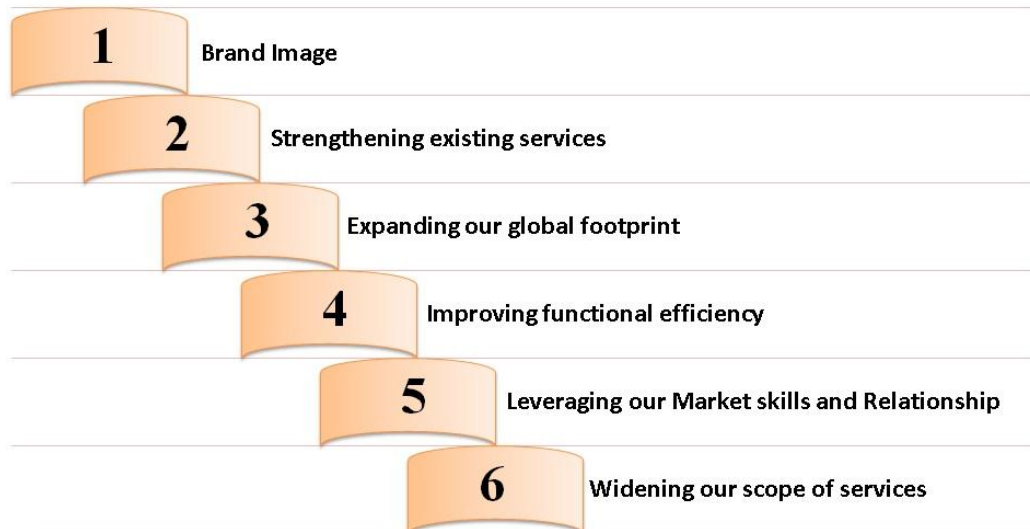 1 Brand Image
2 Strengthening existing services
3 Expanding our global footprint
4 Improving functional efficiency
5 Leveraging our Market skills and Relationship
6 Widening our scope of services